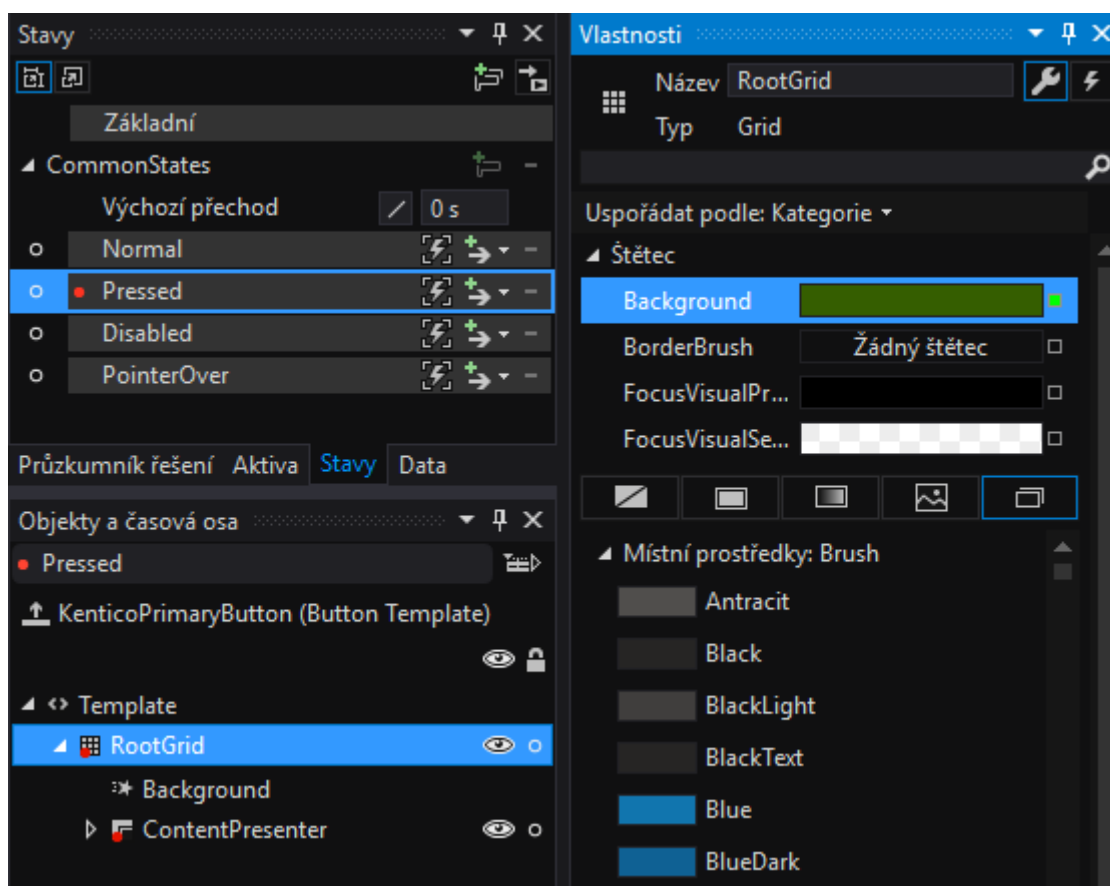 Stavy
Základní
CommonStates
Výchozí přechod 0 s
Normal
Pressed
Disabled
PointerOver
Průzkumník řešení Aktiva Stavy Data
Objekty a časová osa
Pressed
KenticoPrimaryButton (Button Template)
Template
RootGrid
Background
ContentPresenter
Vlastnosti
Název RootGrid
Typ Grid
Uspořádat podle: Kategorie
Štětec
Background
BorderBrush Žádný štětec
FocusVisualPr...
FocusVisualSe...
Místní prostředky: Brush
Antracit
Black
BlackLight
BlackText
Blue
BlueDark